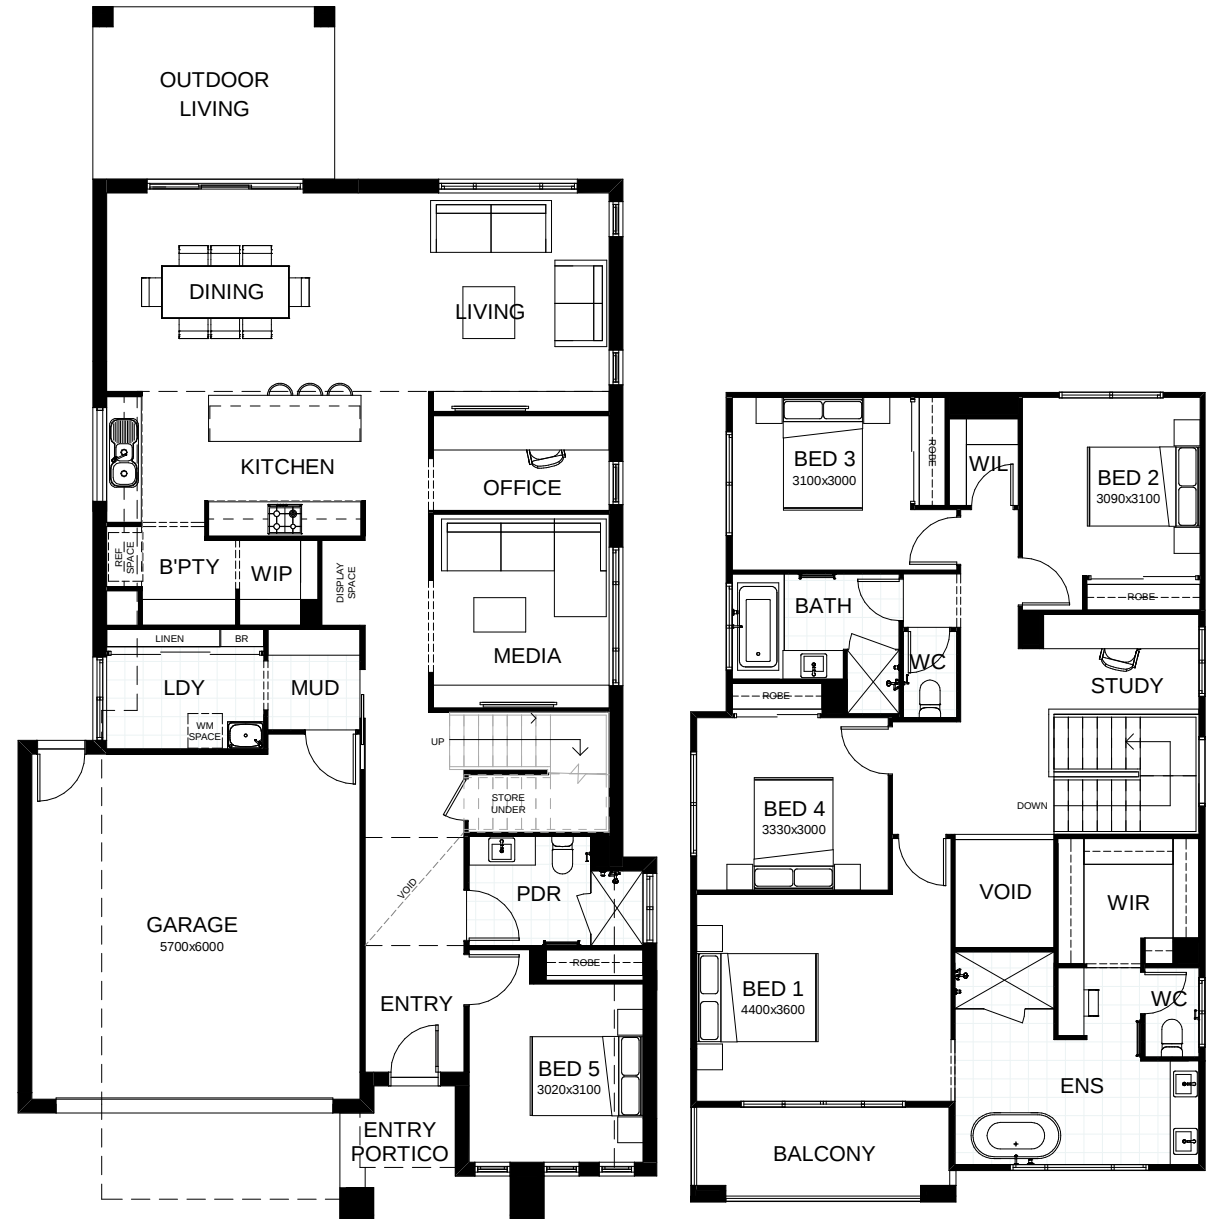 OUTDOOR
LIVING
DINING
LIVING
KITCHEN
OFFICE
REF
SPACE
B'PTY
WIP
DISPLAY
SPACE
MEDIA
LINEN
BR
LDY
MUD
WM
SPACE
UP
STORE
UNDER
VOID
PDR
GARAGE
5700x6000
ROBE
ENTRY
BED 5
3020x3100
ENTRY
PORTICO
BED 3
3100x3000
ROBE
WIL
BED 2
3090x3100
ROBE
BATH
WC
ROBE
STUDY
BED 4
3330x3000
DOWN
VOID
WIR
BED 1
4400x3600
WC
ENS
BALCONY